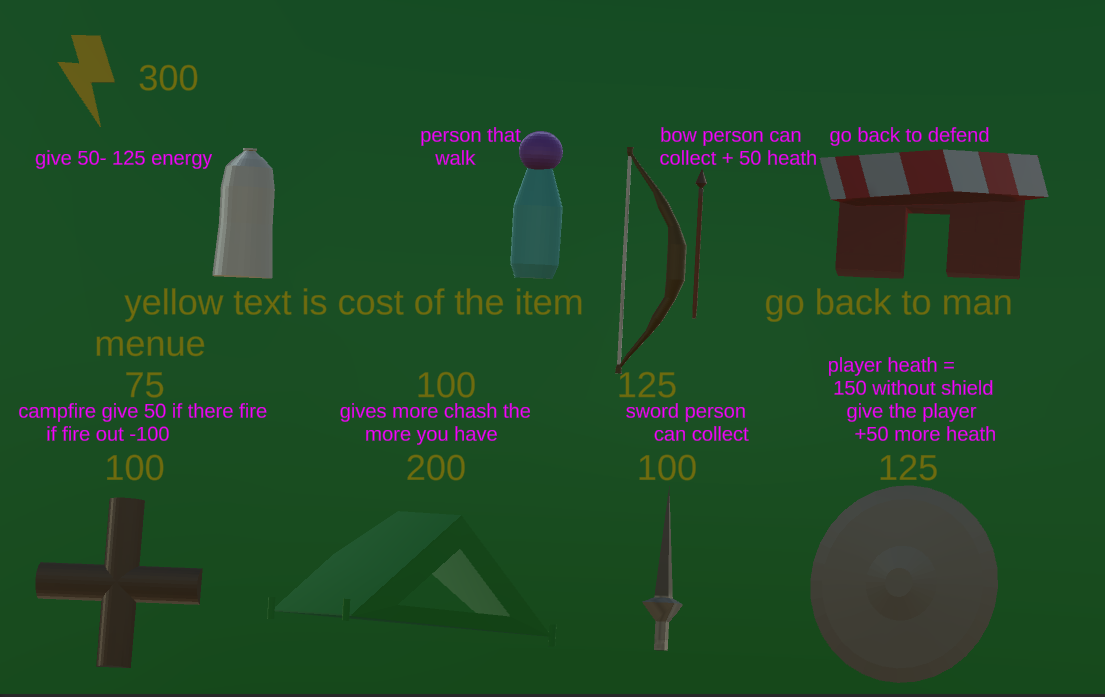 300
give 50- 125 energy
person that
walk
bow person can
collect + 50 heath
go back to defend
yellow text is cost of the item
go back to man
menue
75
100
125
player heath =
150 without shield
campfire give 50 if there fire
if fire out -100
gives more chash the
more you have
sword person
can collect
give the player
+50 more heath
100
200
100
125